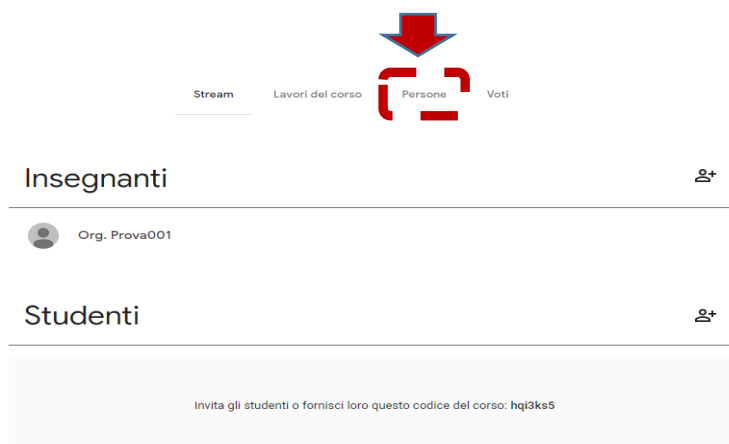 Stream Lavori del corso Persone Voti
Insegnanti
Org. Prova001
Studenti
Invita gli studenti o fornisci loro questo codice del corso: hqi3ks5